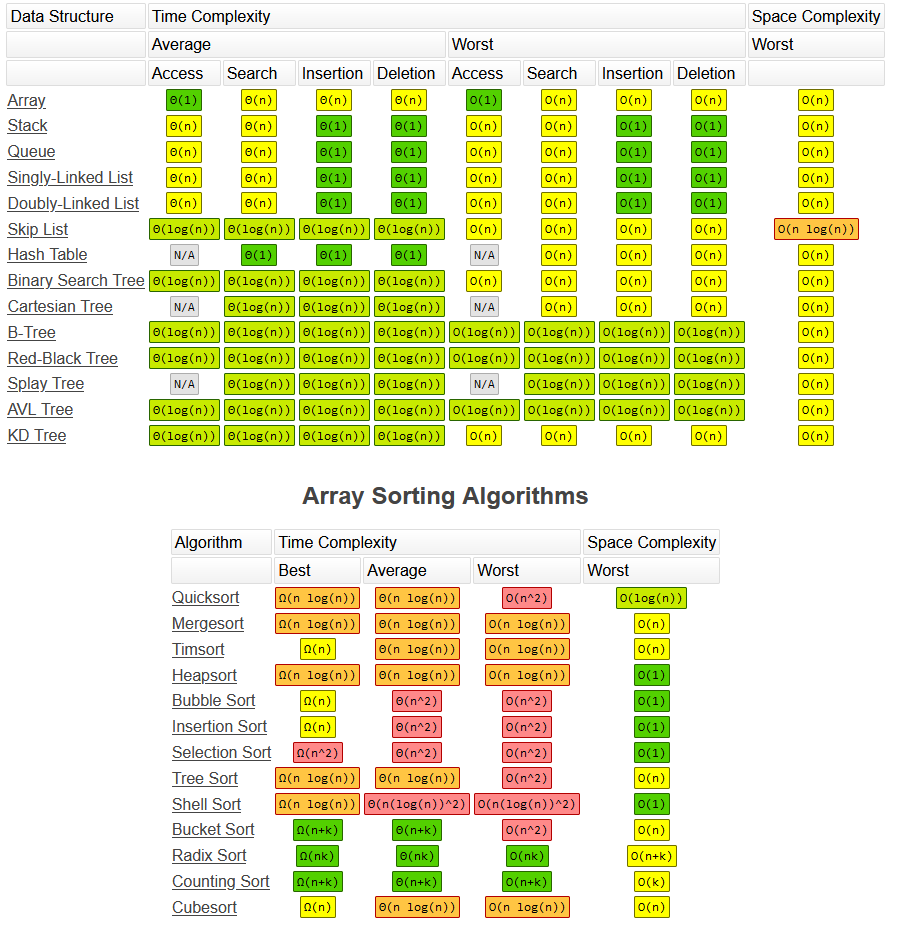 Data Structure Time Complexity Space Complexity
Average Worst Worst
Access Search Insertion Deletion Access Search Insertion Deletion
Array Θ(1) Θ(n) Θ(n) Θ(n) O(1) O(n) O(n) O(n) O(n)
Stack Θ(n) Θ(n) Θ(1) Θ(1) O(n) O(n) O(1) O(1) O(n)
Queue Θ(n) Θ(n) Θ(1) Θ(1) O(n) O(n) O(1) O(1) O(n)
Singly-Linked List Θ(n) Θ(n) Θ(1) Θ(1) O(n) O(n) O(1) O(1) O(n)
Doubly-Linked List Θ(n) Θ(n) Θ(1) Θ(1) O(n) O(n) O(1) O(1) O(n)
Skip List Θ(log(n)) Θ(log(n)) Θ(log(n)) Θ(log(n)) O(n) O(n) O(n) O(n) O(n log(n))
Hash Table N/A Θ(1) Θ(1) Θ(1) N/A O(n) O(n) O(n) O(n)
Binary Search Tree Θ(log(n)) Θ(log(n)) Θ(log(n)) Θ(log(n)) O(n) O(n) O(n) O(n) O(n)
Cartesian Tree N/A Θ(log(n)) Θ(log(n)) Θ(log(n)) N/A O(n) O(n) O(n) O(n)
B-Tree Θ(log(n)) Θ(log(n)) Θ(log(n)) Θ(log(n)) O(log(n)) O(log(n)) O(log(n)) O(log(n)) O(n)
Red-Black Tree Θ(log(n)) Θ(log(n)) Θ(log(n)) Θ(log(n)) O(log(n)) O(log(n)) O(log(n)) O(log(n)) O(n)
Splay Tree N/A Θ(log(n)) Θ(log(n)) Θ(log(n)) N/A O(log(n)) O(log(n)) O(log(n)) O(n)
AVL Tree Θ(log(n)) Θ(log(n)) Θ(log(n)) Θ(log(n)) O(log(n)) O(log(n)) O(log(n)) O(log(n)) O(n)
KD Tree Θ(log(n)) Θ(log(n)) Θ(log(n)) Θ(log(n)) O(n) O(n) O(n) O(n) O(n)
Array Sorting Algorithms
Algorithm Time Complexity Space Complexity
Best Average Worst Worst
Quicksort Ω(n log(n)) Θ(n log(n)) O(n^2) O(log(n))
Mergesort Ω(n log(n)) Θ(n log(n)) O(n log(n)) O(n)
Timsort Ω(n) Θ(n log(n)) O(n log(n)) O(n)
Heapsort Ω(n log(n)) Θ(n log(n)) O(n log(n)) O(1)
Bubble Sort Ω(n) Θ(n^2) O(n^2) O(1)
Insertion Sort Ω(n) Θ(n^2) O(n^2) O(1)
Selection Sort Ω(n^2) Θ(n^2) O(n^2) O(1)
Tree Sort Ω(n log(n)) Θ(n log(n)) O(n^2) O(n)
Shell Sort Ω(n log(n)) Θ(n(log(n))^2) O(n(log(n))^2) O(1)
Bucket Sort Ω(n+k) Θ(n+k) O(n^2) O(n)
Radix Sort Ω(nk) Θ(nk) O(nk) O(n+k)
Counting Sort Ω(n+k) Θ(n+k) O(n+k) O(k)
Cubesort Ω(n) Θ(n log(n)) O(n log(n)) O(n)